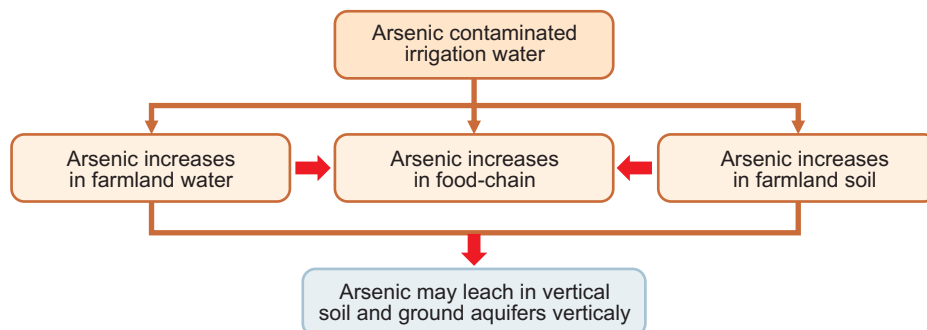 Arsenic contaminated
irrigation water
Arsenic increases
in farmland water
Arsenic increases
in food-chain
Arsenic increases
in farmland soil
Arsenic may leach in vertical
soil and ground aquifers verticaly